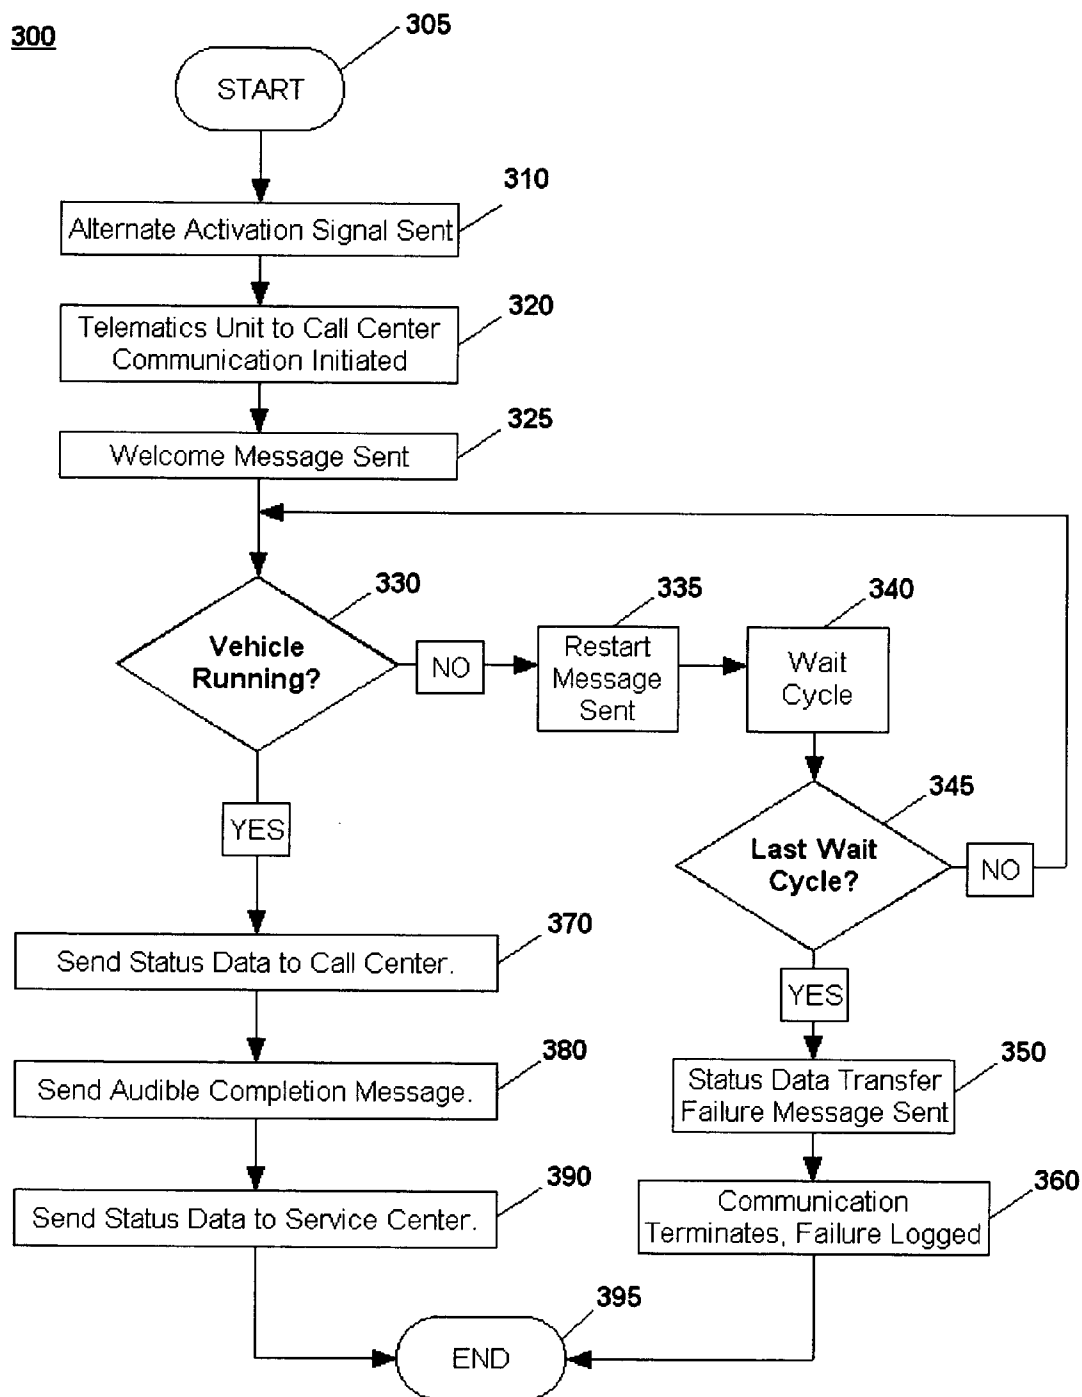 300
305
START
310
Alternate Activation Signal Sent
320
Telematics Unit to Call Center
Communication Initiated
325
Welcome Message Sent
330
Vehicle
Running?
NO
335
Restart
Message
Sent
340
Wait
Cycle
345
Last Wait
Cycle?
NO
YES
YES
370
Send Status Data to Call Center.
380
Send Audible Completion Message.
350
Status Data Transfer
Failure Message Sent
390
Send Status Data to Service Center.
360
Communication
Terminates, Failure Logged
395
END